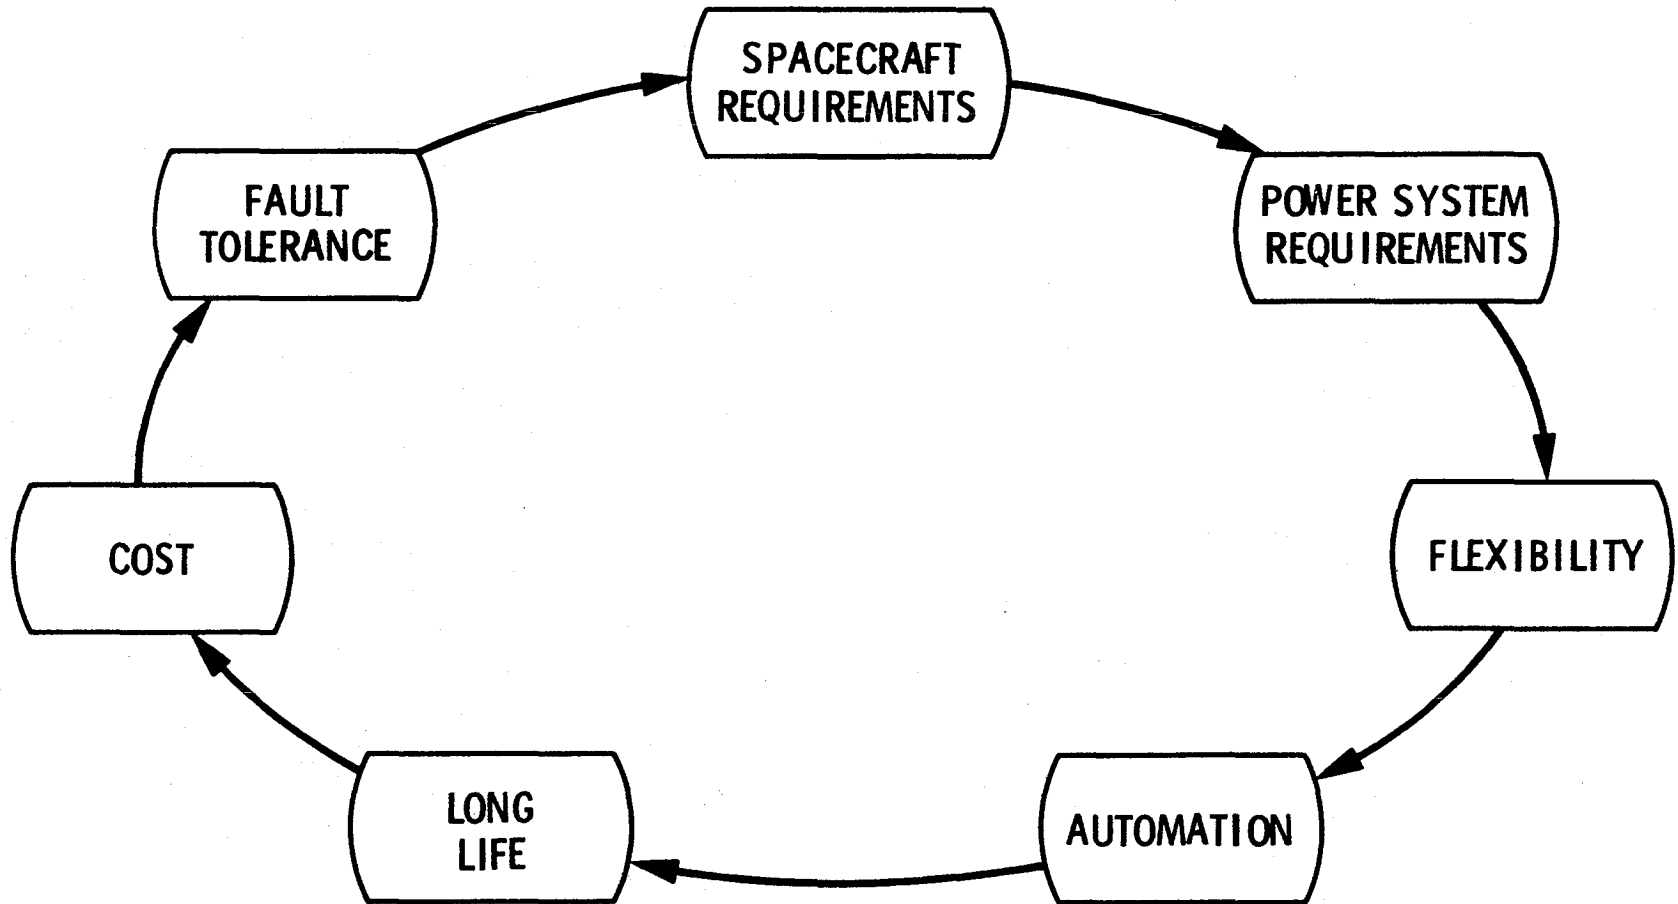 SPACECRAFT
REQUIREMENTS
POWER SYSTEM
REQUIREMENTS
FLEXIBILITY
AUTOMATION
LONG
LIFE
COST
FAULT
TOLERANCE